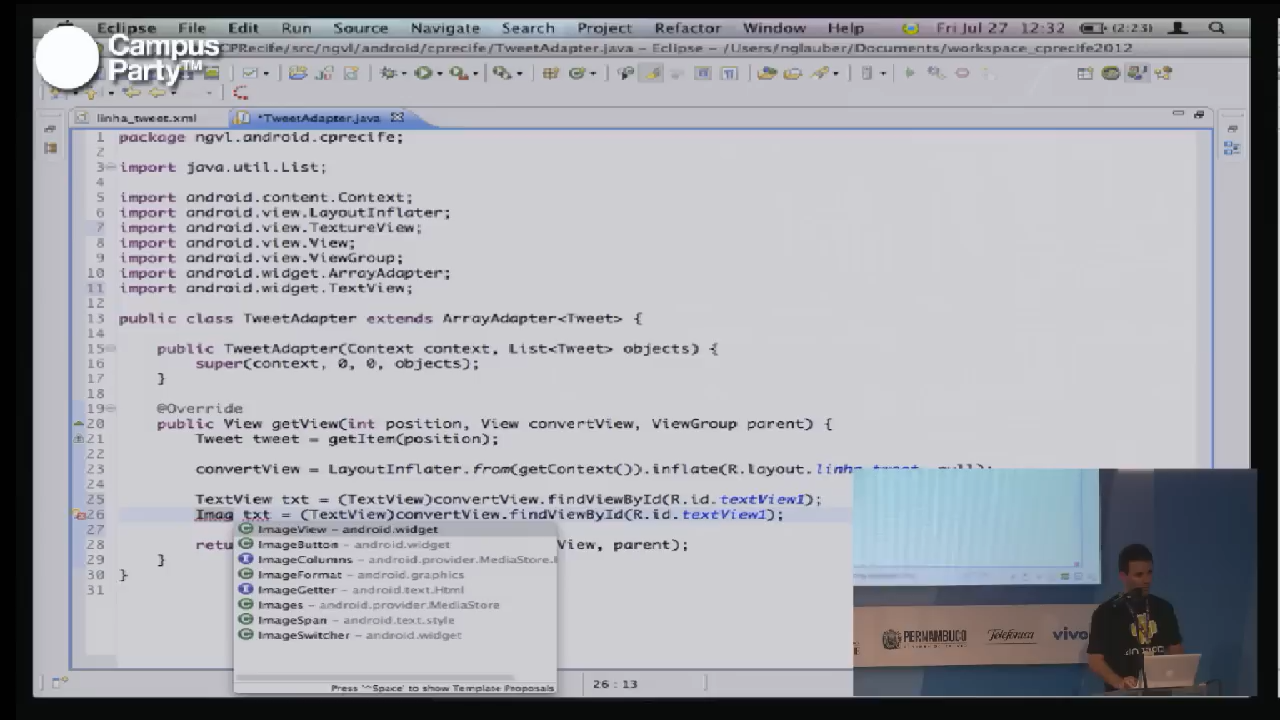 Eclipse File Edit Run Source Navigate Search Project Refactor Window Help Fri Jul 27 12:32 (2:23)
Campus
Party™
CPRecife/src/ngvl/android/cprecife/TweetAdapter.java – Eclipse – /Users/nglauber/Documents/workspace_cprecife2012
linha_tweet.xml *TweetAdapter.java
1 package ngvl.android.cprecife;
2
3 import java.util.List;
4
5 import android.content.Context;
6 import android.view.LayoutInflater;
7 import android.view.TextureView;
8 import android.view.View;
9 import android.view.ViewGroup;
10 import android.widget.ArrayAdapter;
11 import android.widget.TextView;
12
13 public class TweetAdapter extends ArrayAdapter<Tweet> {
14
15 public TweetAdapter(Context context, List<Tweet> objects) {
16 super(context, 0, 0, objects);
17 }
18
19 @Override
20 public View getView(int position, View convertView, ViewGroup parent) {
21 Tweet tweet = getItem(position);
22
23 convertView = LayoutInflater.from(getContext()).inflate(R.layout.linha_tweet, null);
24
25 TextView txt = (TextView)convertView.findViewById(R.id.textView1);
26 Imag txt = (TextView)convertView.findViewById(R.id.textView1);
27
28 retu View, parent);
29 }
30 }
31
ImageView – android.widget
ImageButton – android.widget
ImageColumns – android.provider.MediaStore.I
ImageFormat – android.graphics
ImageGetter – android.text.Html
Images – android.provider.MediaStore
ImageSpan – android.text.style
ImageSwitcher – android.widget
Press '^Space' to show Template Proposals
26 : 13
PERNAMBUCO Telefónica vivo